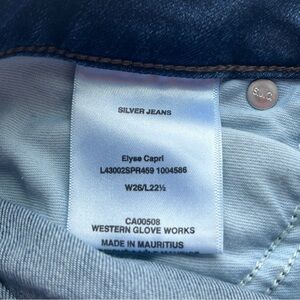 SILVER JEANS
S.J.C.
Elyse Capri
L43002SPR459 1004586
W26/L22½
CA00508
WESTERN GLOVE WORKS
MADE IN MAURITIUS